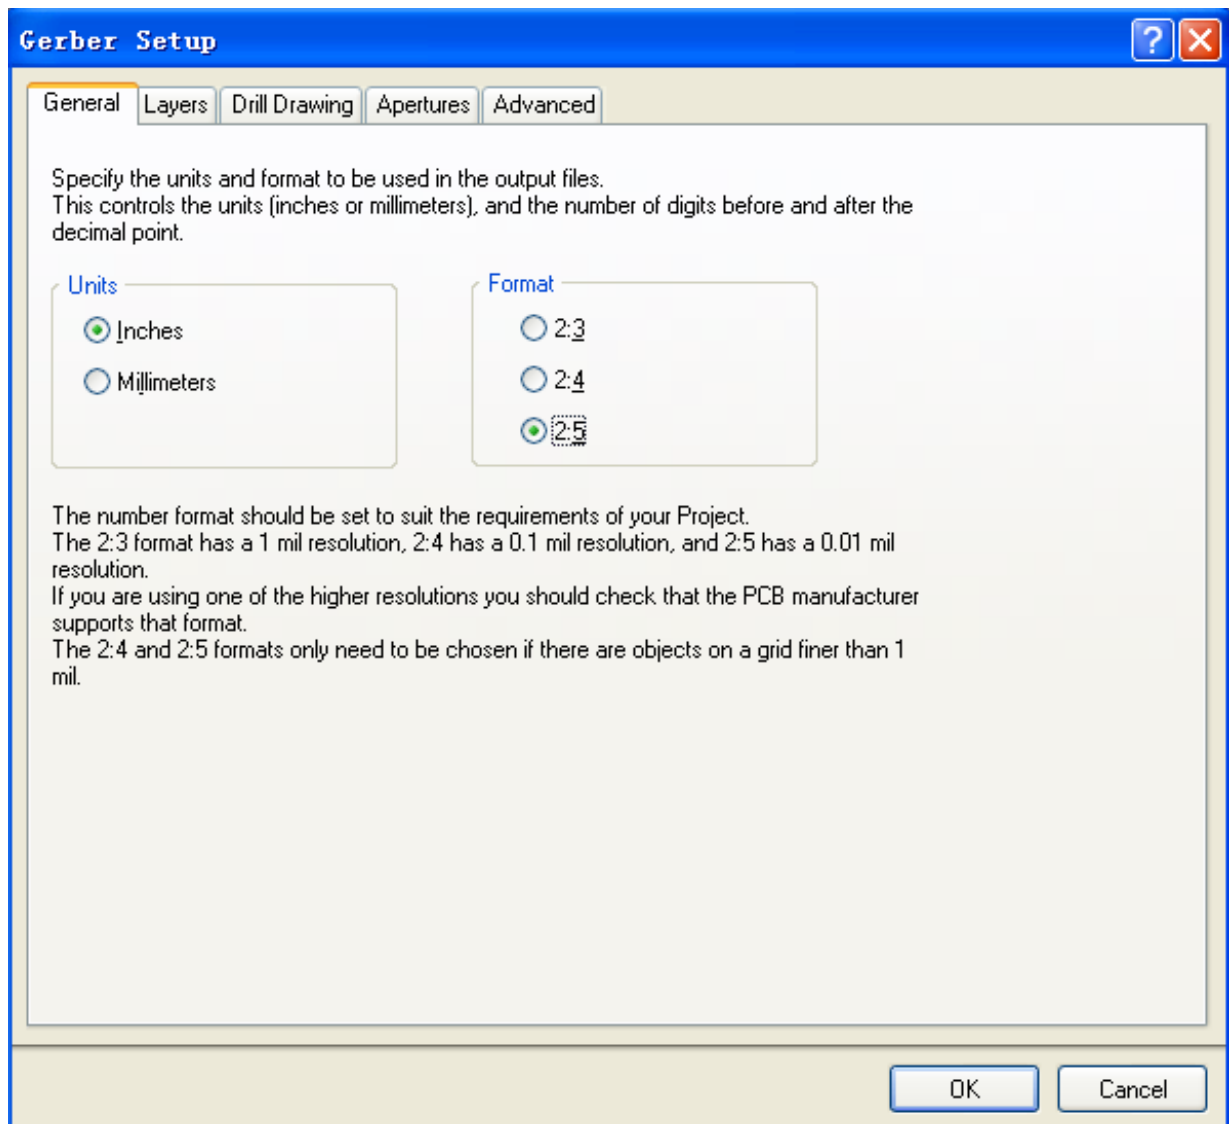 Gerber Setup
General Layers Drill Drawing Apertures Advanced
Specify the units and format to be used in the output files.
This controls the units (inches or millimeters), and the number of digits before and after the
decimal point.
Units
Inches
Millimeters
Format
2:3
2:4
2:5
The number format should be set to suit the requirements of your Project.
The 2:3 format has a 1 mil resolution, 2:4 has a 0.1 mil resolution, and 2:5 has a 0.01 mil
resolution.
If you are using one of the higher resolutions you should check that the PCB manufacturer
supports that format.
The 2:4 and 2:5 formats only need to be chosen if there are objects on a grid finer than 1
mil.
OK Cancel